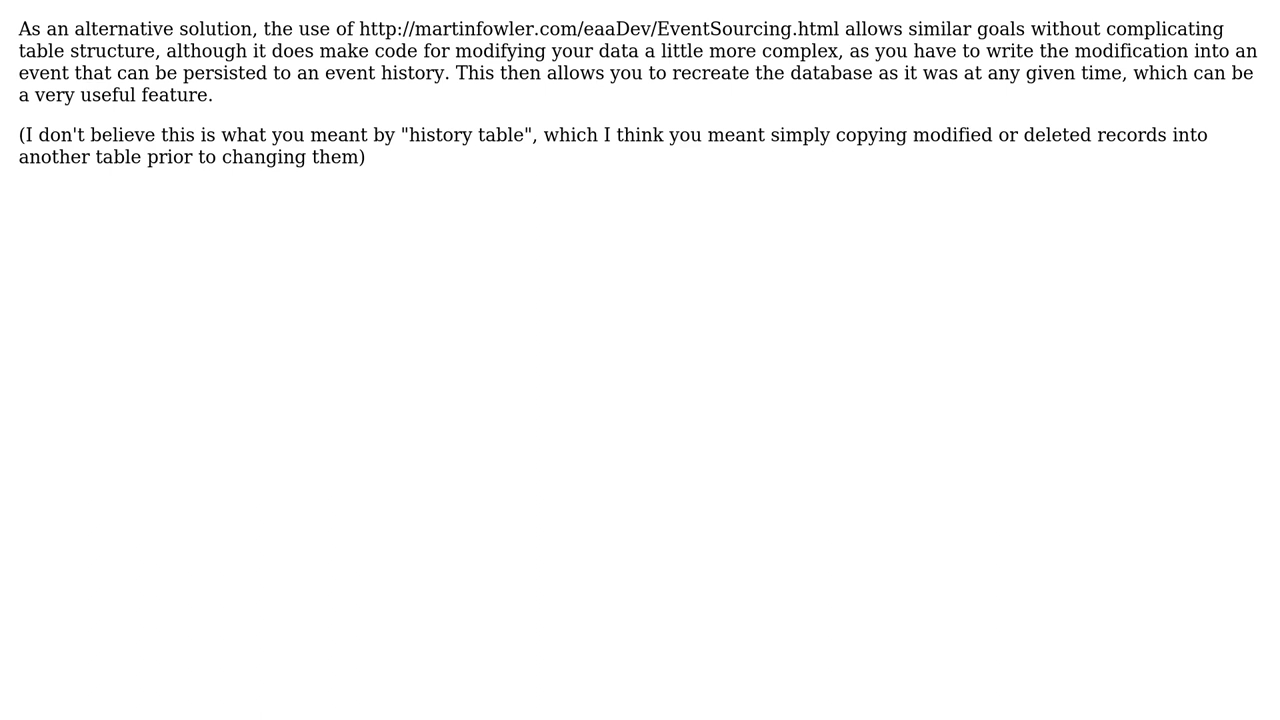 As an alternative solution, the use of http://martinfowler.com/eaaDev/EventSourcing.html allows similar goals without complicating
table structure, although it does make code for modifying your data a little more complex, as you have to write the modification into an
event that can be persisted to an event history. This then allows you to recreate the database as it was at any given time, which can be
a very useful feature.
(I don't believe this is what you meant by "history table", which I think you meant simply copying modified or deleted records into
another table prior to changing them)